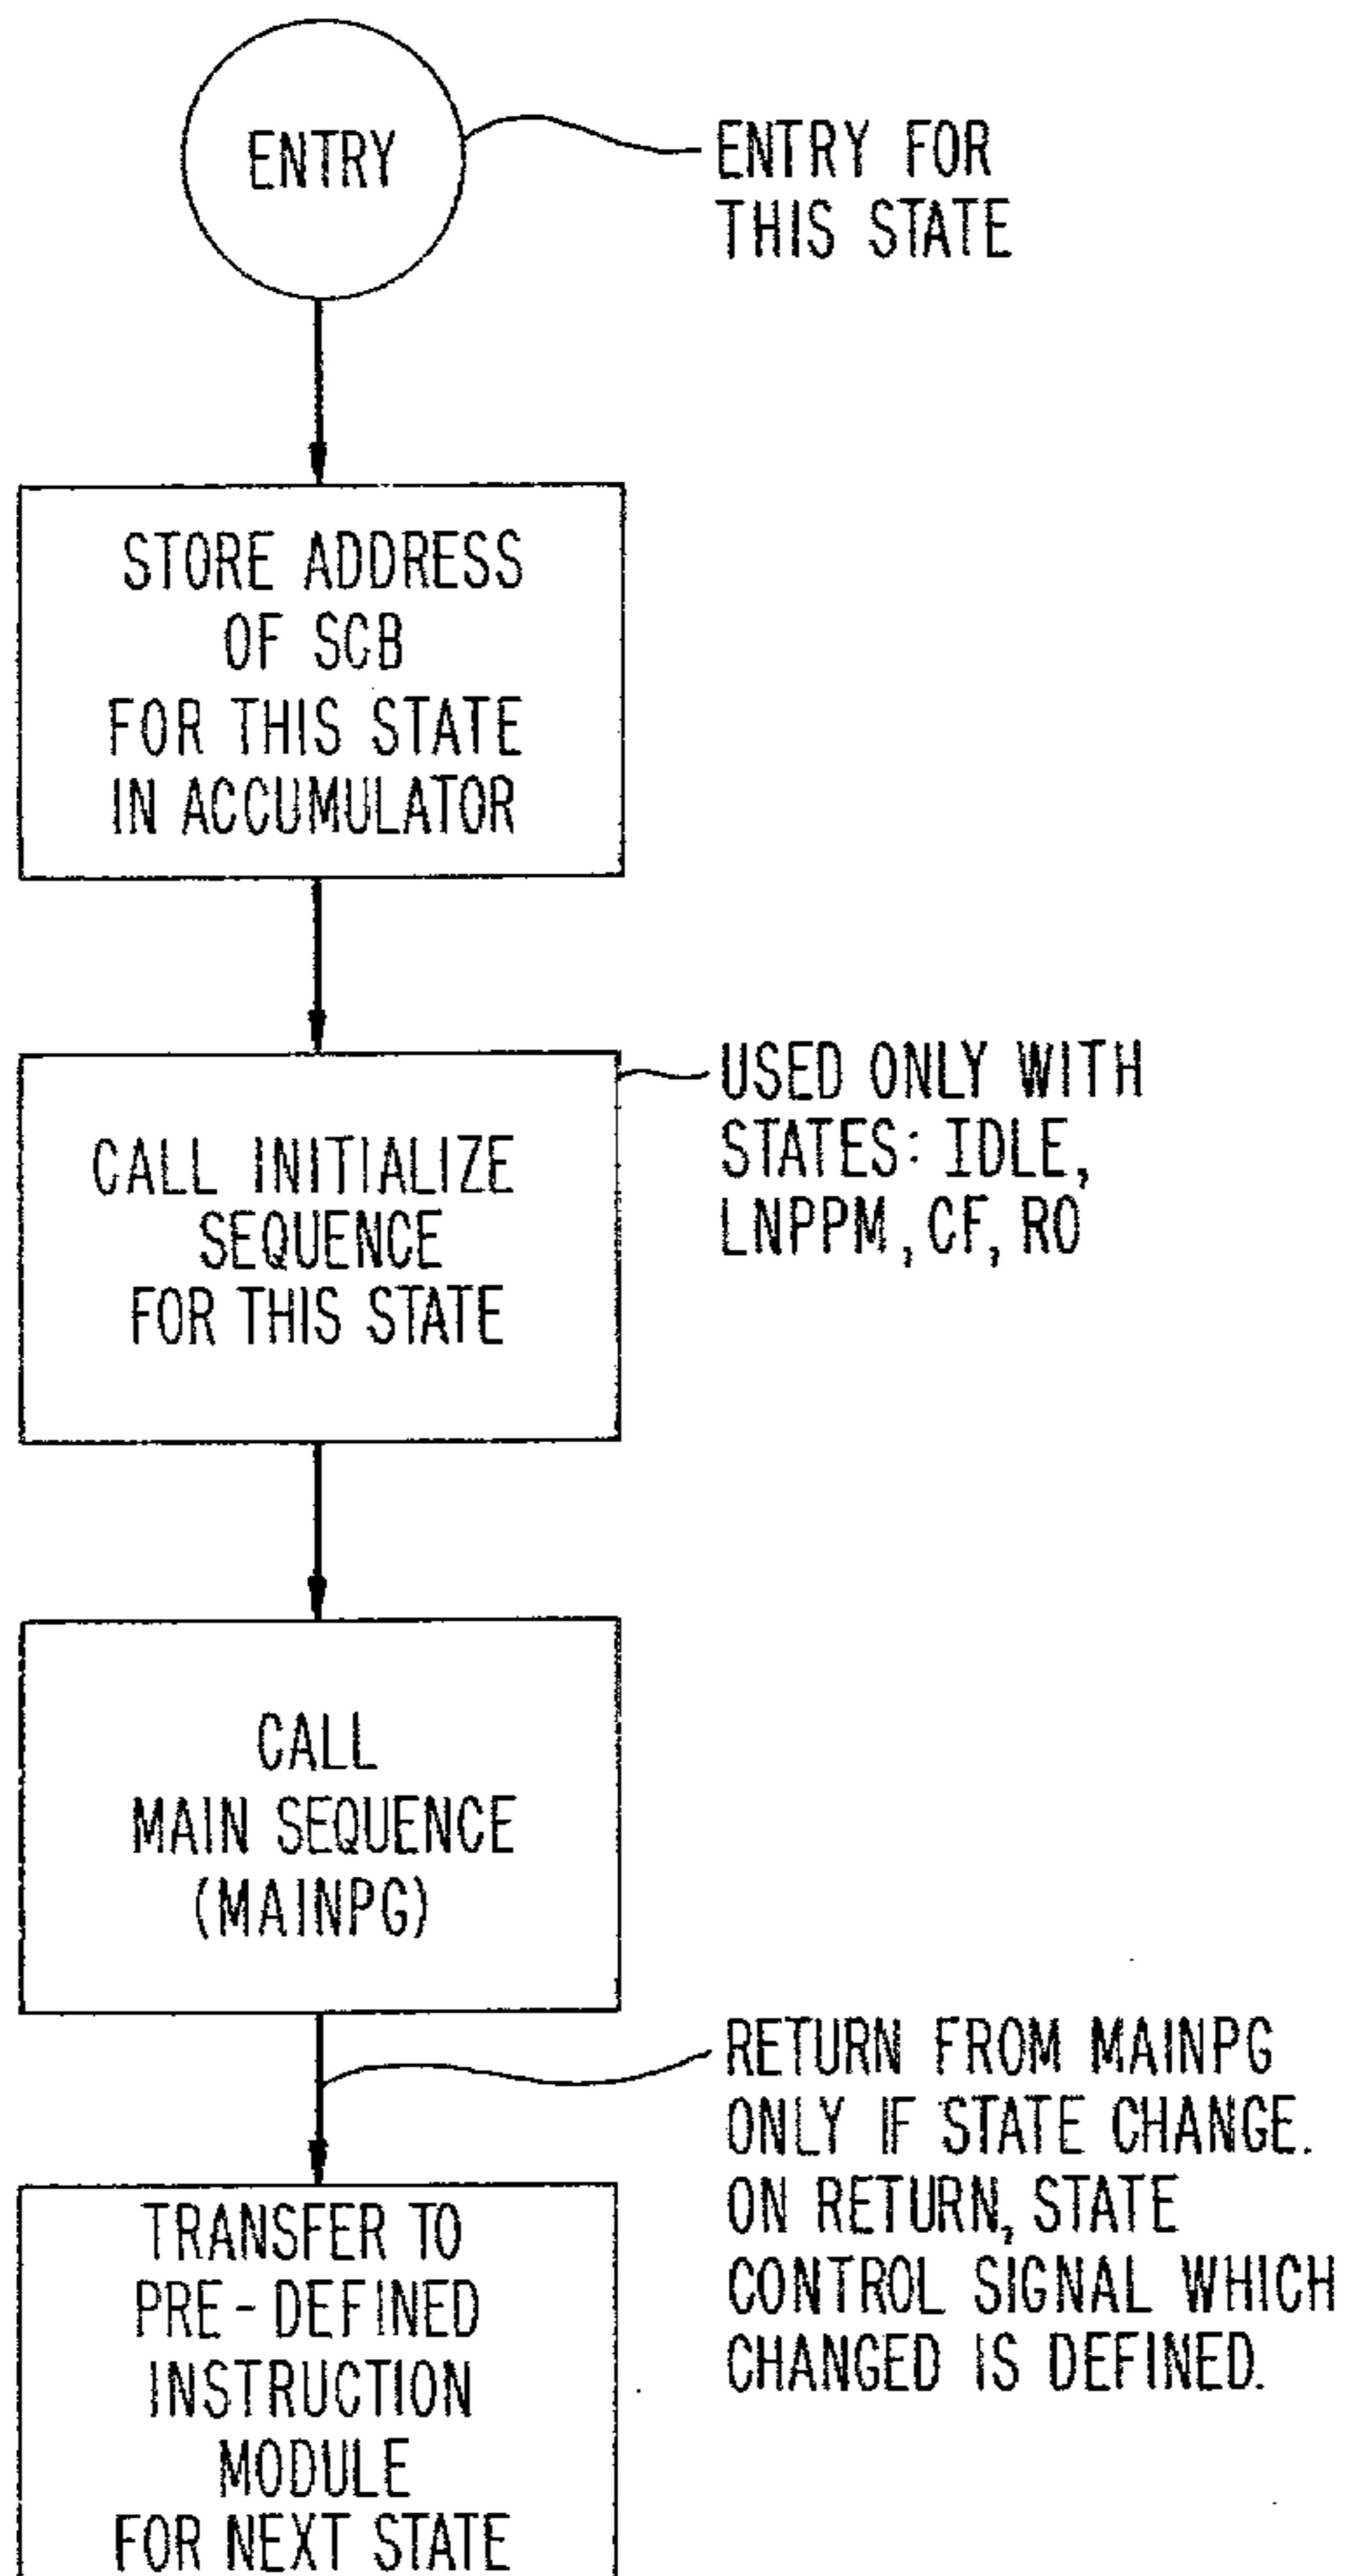 ENTRY
ENTRY FOR
THIS STATE
STORE ADDRESS
OF SCB
FOR THIS STATE
IN ACCUMULATOR
CALL INITIALIZE
SEQUENCE
FOR THIS STATE
USED ONLY WITH
STATES: IDLE,
LNPPM, CF, RO
CALL
MAIN SEQUENCE
(MAINPG)
RETURN FROM MAINPG
ONLY IF STATE CHANGE.
ON RETURN, STATE
CONTROL SIGNAL WHICH
CHANGED IS DEFINED.
TRANSFER TO
PRE-DEFINED
INSTRUCTION
MODULE
FOR NEXT STATE